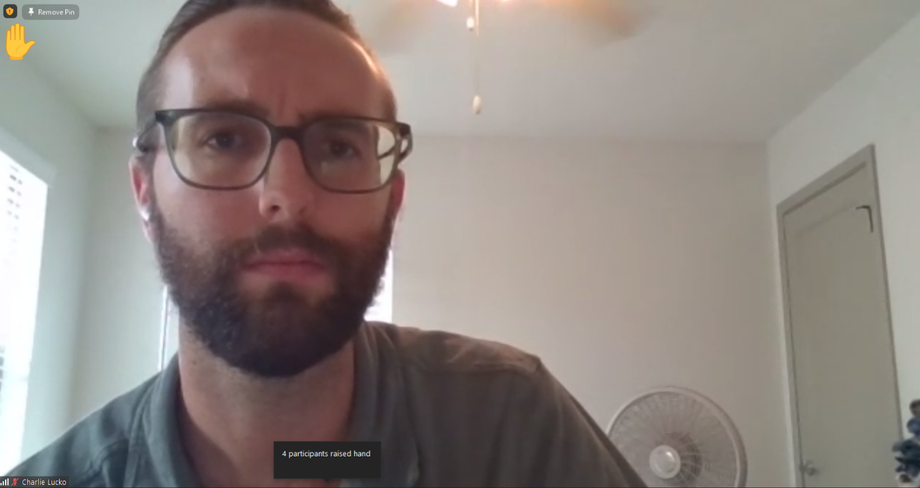 Remove Pin
4 participants raised hand
Charlie Lucko